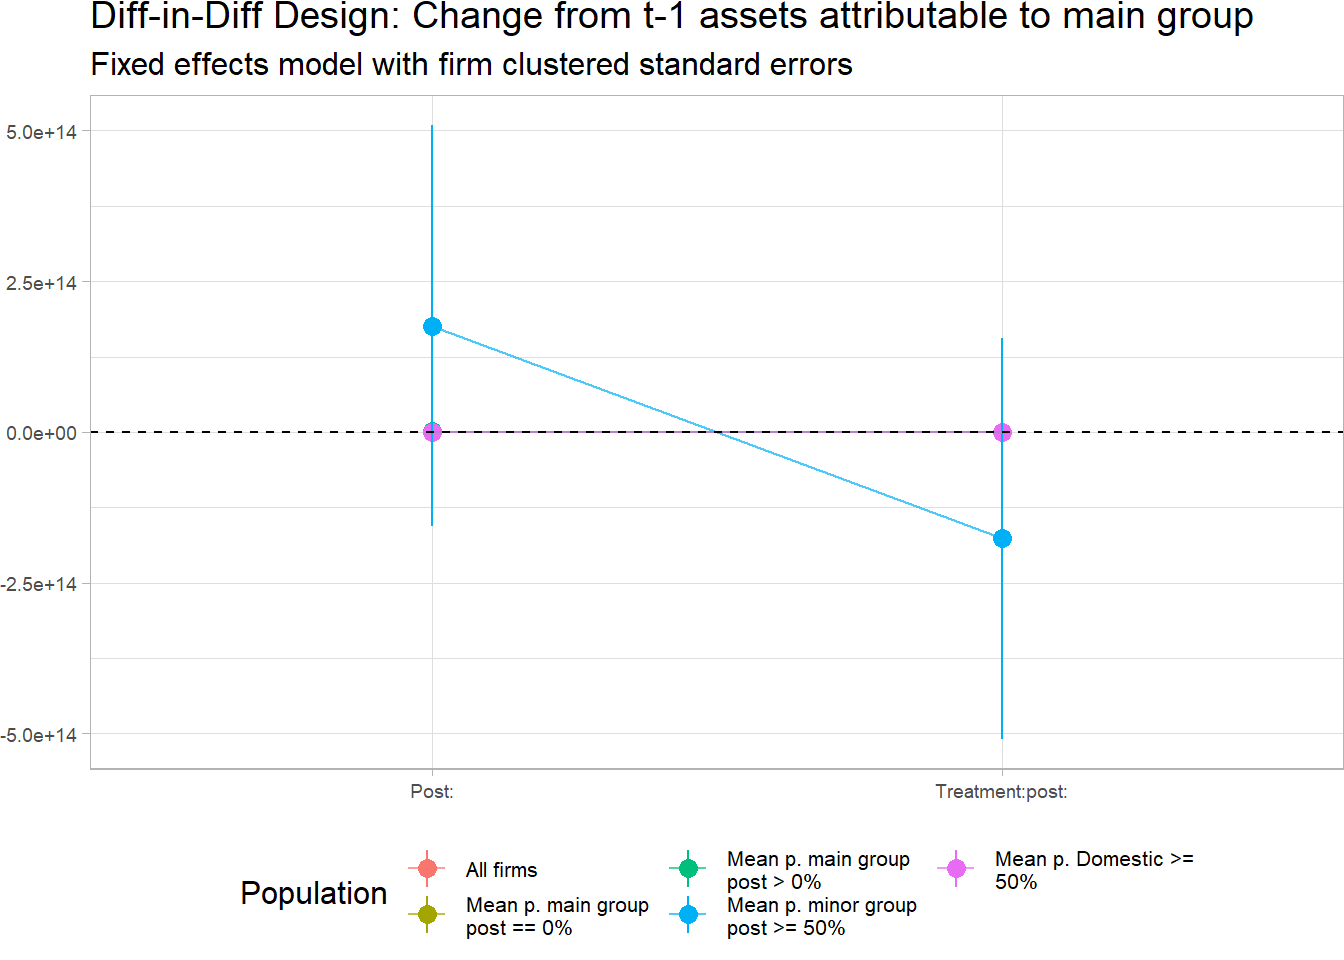 Diff-in-Diff Design: Change from t-1 assets attributable to main group
Fixed effects model with firm clustered standard errors
5.0e+14
2.5e+14
0.0e+00
-2.5e+14
-5.0e+14
Post:
Treatment:post:
Population
All firms
Mean p. main group
post == 0%
Mean p. main group
post > 0%
Mean p. minor group
post >= 50%
Mean p. Domestic >=
50%